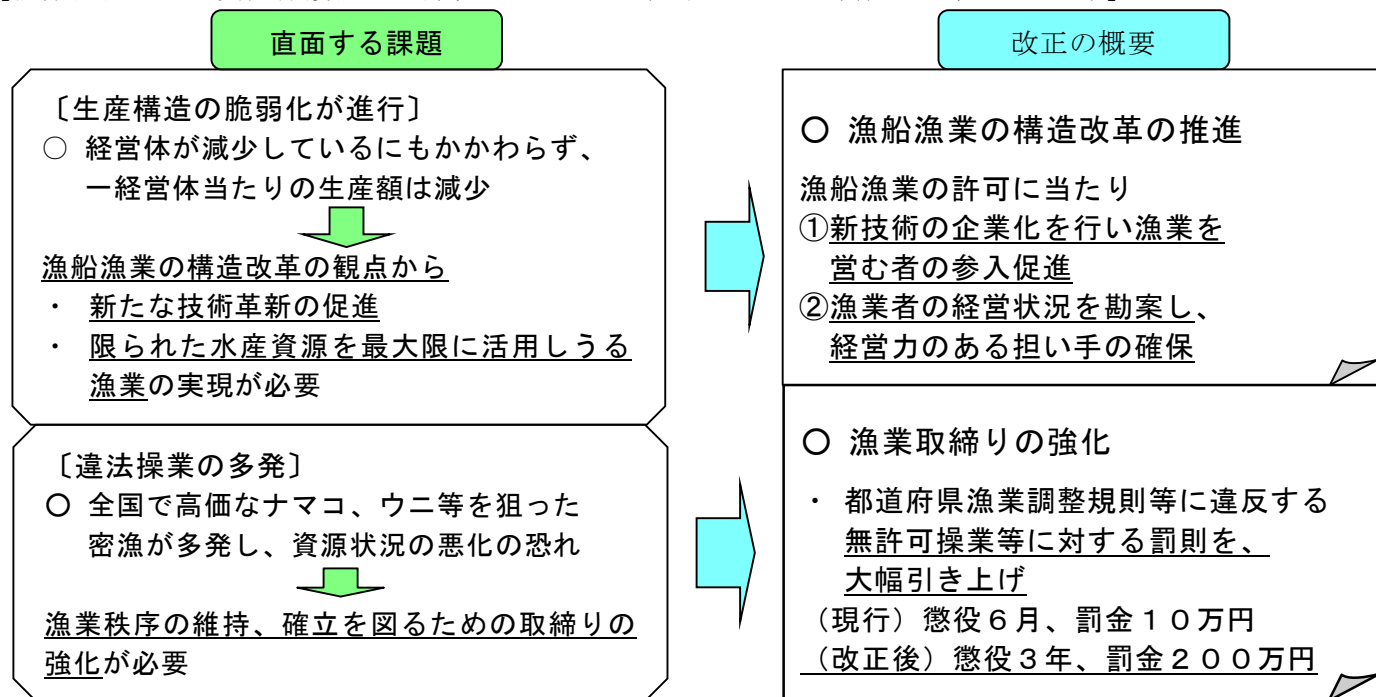 直面する課題
〔生産構造の脆弱化が進行〕
○ 経営体が減少しているにもかかわらず、
一経営体当たりの生産額は減少
漁船漁業の構造改革の観点から
・ 新たな技術革新の促進
・ 限られた水産資源を最大限に活用しうる
漁業の実現が必要
〔違法操業の多発〕
○ 全国で高価なナマコ、ウニ等を狙った
密漁が多発し、資源状況の悪化の恐れ
漁業秩序の維持、確立を図るための取締りの
強化が必要
改正の概要
○ 漁船漁業の構造改革の推進
漁船漁業の許可に当たり
①新技術の企業化を行い漁業を
営む者の参入促進
②漁業者の経営状況を勘案し、
経営力のある担い手の確保
○ 漁業取締りの強化
・ 都道府県漁業調整規則等に違反する
無許可操業等に対する罰則を、
大幅引き上げ
（現行）懲役６月、罰金１０万円
（改正後）懲役３年、罰金２００万円